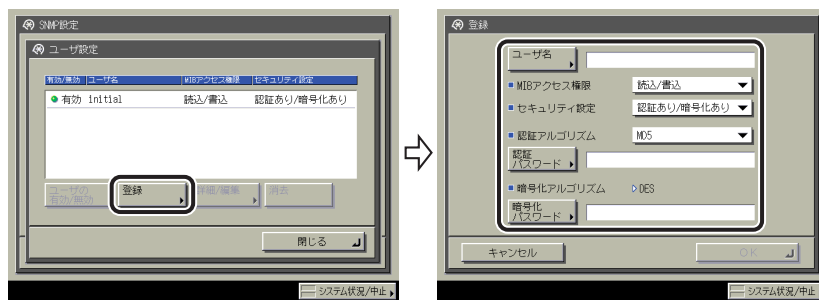 SNMP設定
ユーザ設定
有効/無効 ユーザ名 MIBアクセス権限 セキュリティ設定
有効 initial 読込/書込 認証あり/暗号化あり
ユーザの
有効/無効
登録
詳細/編集
消去
閉じる
システム状況/中止
登録
ユーザ名
MIBアクセス権限 読込/書込
セキュリティ設定 認証あり/暗号化あり
認証アルゴリズム MD5
認証
パスワード
暗号化アルゴリズム DES
暗号化
パスワード
キャンセル OK
システム状況/中止